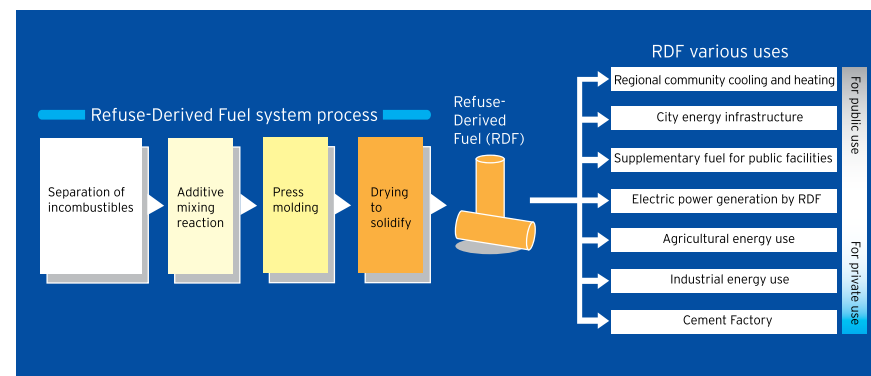 RDF various uses
Refuse-Derived Fuel system process
Separation of
incombustibles
Additive
mixing
reaction
Press
molding
Drying
to
solidify
Refuse-
Derived
Fuel (RDF)
Regional community cooling and heating
City energy infrastructure
Supplementary fuel for public facilities
Electric power generation by RDF
Agricultural energy use
Industrial energy use
Cement Factory
For public use
For private use